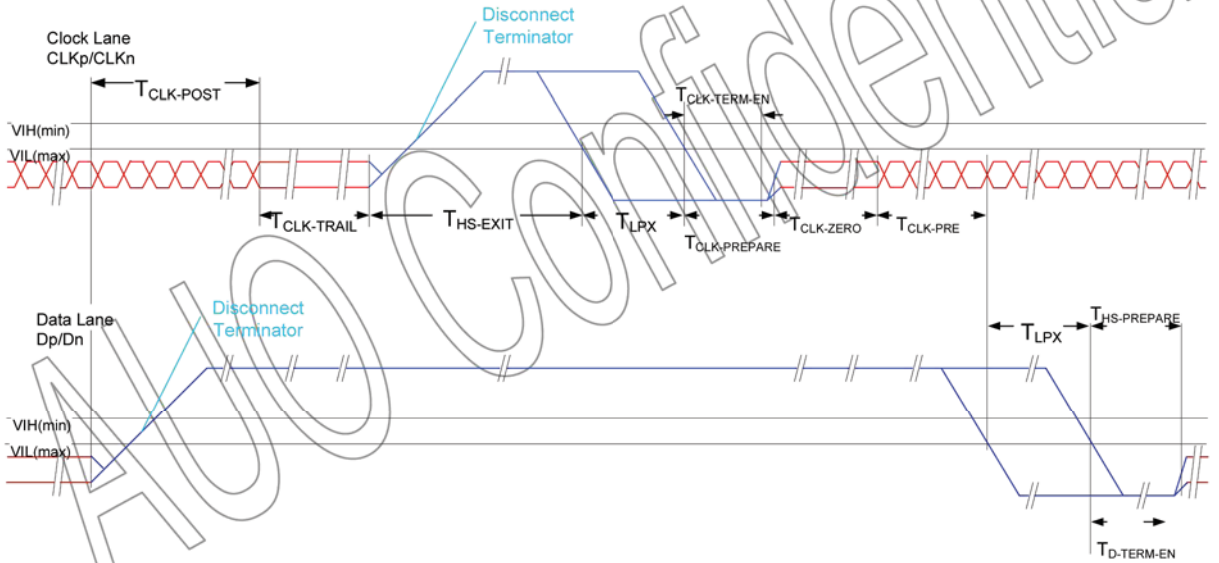 Disconnect
Terminator
Clock Lane
CLKp/CLKn
TCLK-POST
TCLK-TERM-EN
VIH(min)
VIL(max)
TCLK-TRAIL
THS-EXIT
TLPX
TCLK-PREPARE
TCLK-ZERO
TCLK-PRE
Disconnect
Terminator
Data Lane
Dp/Dn
TLPX
THS-PREPARE
VIH(min)
VIL(max)
TD-TERM-EN
AUO Confidential